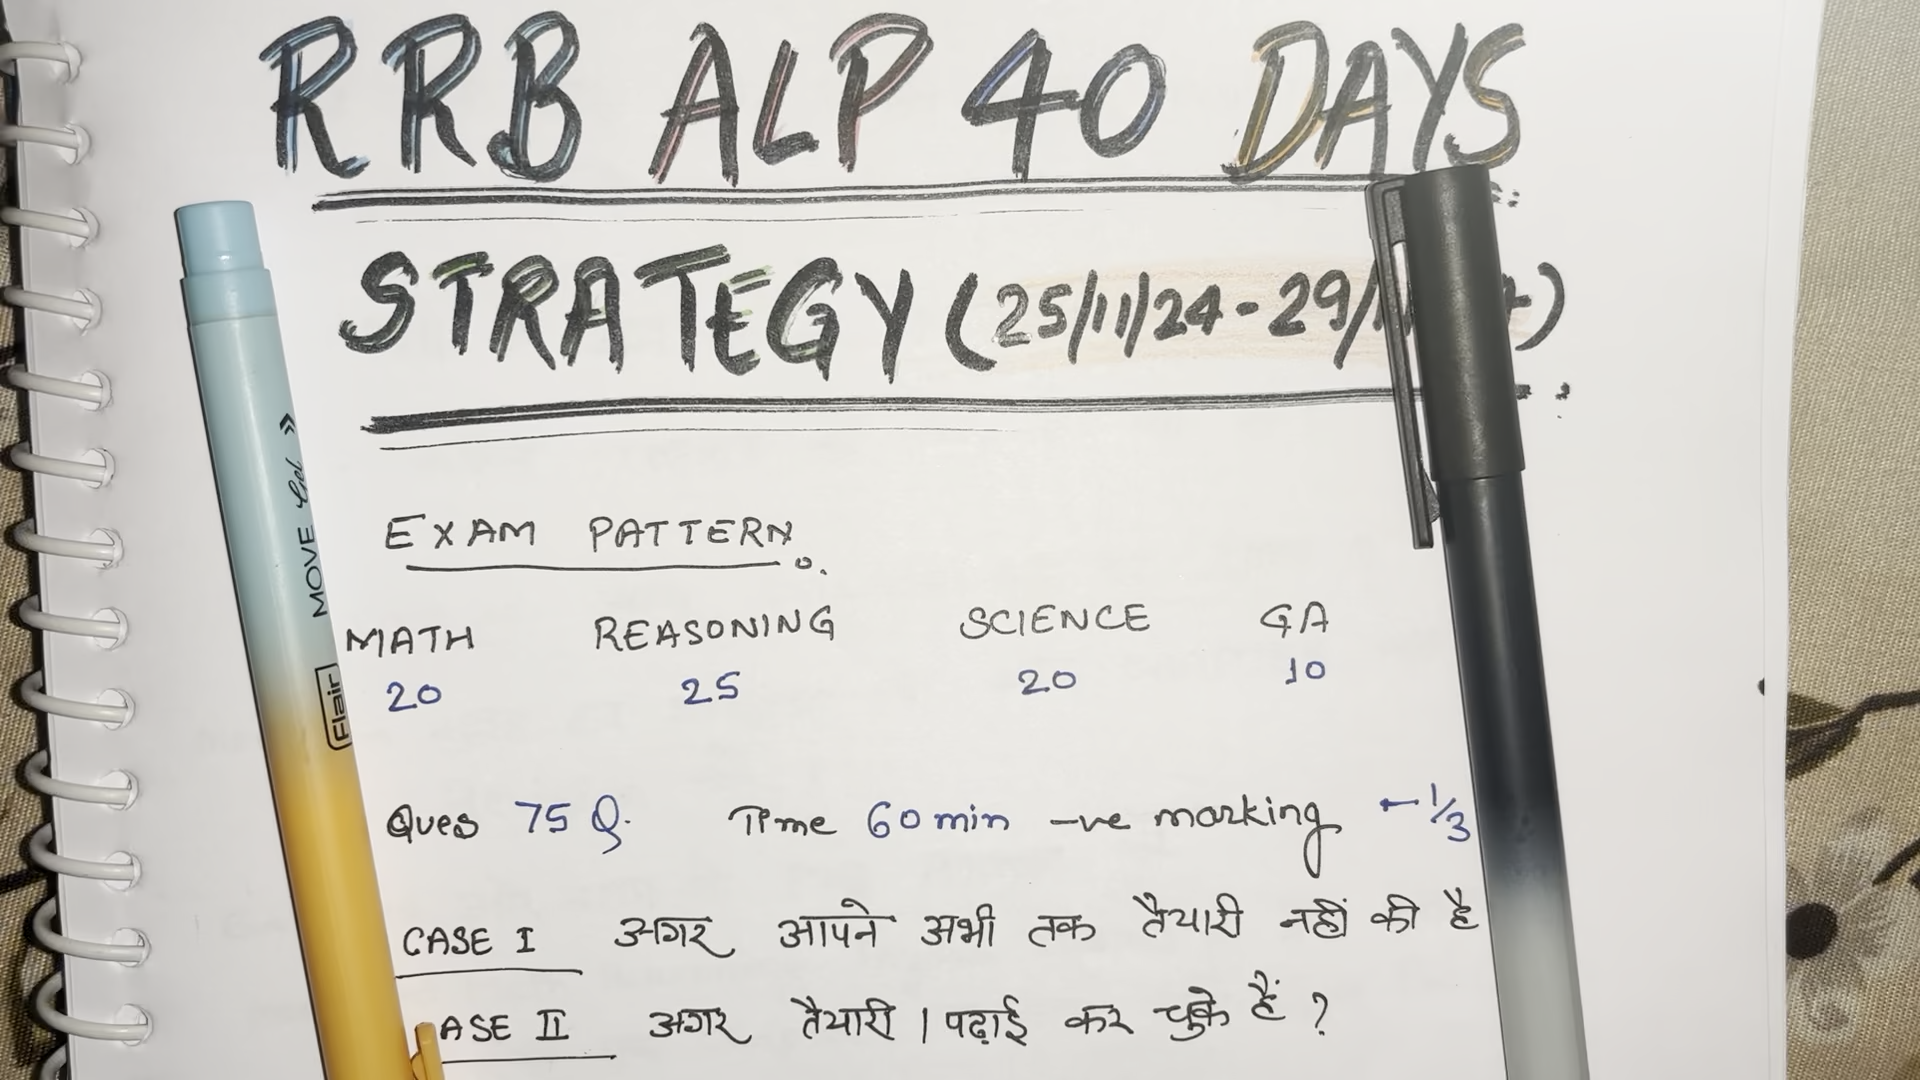 RRB ALP 40 DAYS
STRATEGY (25/11/24 - 29/
EXAM PATTERN
MATH REASONING SCIENCE GA
20 25 20 10
Ques 75 Q. Time 60 min -ve marking ← 1/3
CASE I अगर आपने अभी तक तैयारी नहीं की है
ASE II अगर तैयारी / पढ़ाई कर चुके हैं ?
MOVE Gel »
Flair